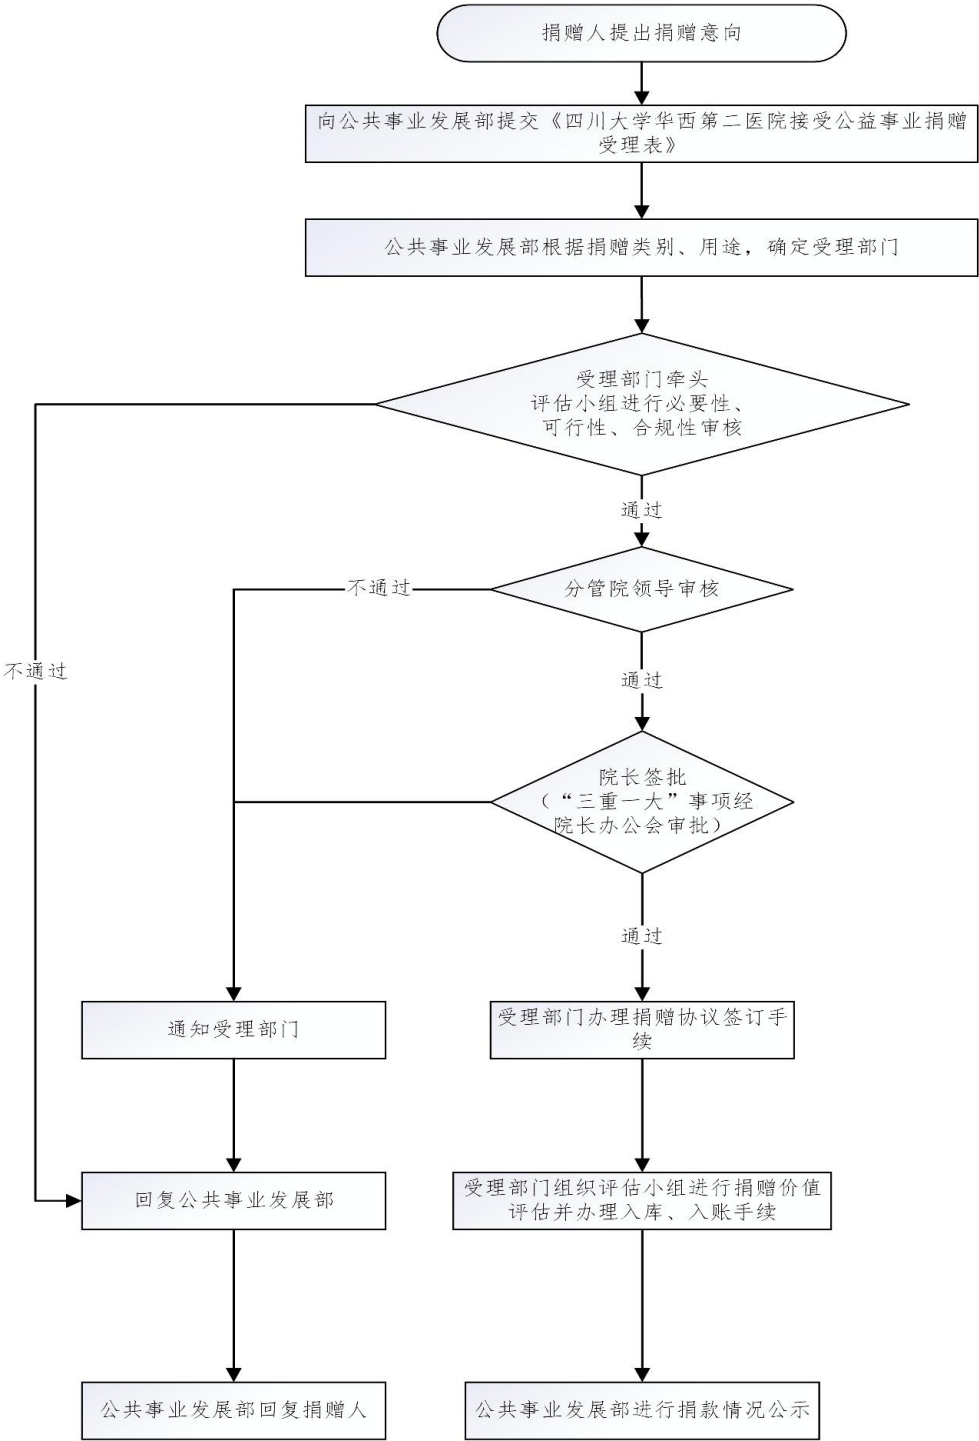 捐赠人提出捐赠意向
向公共事业发展部提交《四川大学华西第二医院接受公益事业捐赠
受理表》
公共事业发展部根据捐赠类别、用途，确定受理部门
受理部门牵头
评估小组进行必要性、
可行性、合规性审核
通过
不通过
分管院领导审核
不通过
通过
院长签批
（“三重一大”事项经
院长办公会审批）
通过
通知受理部门
受理部门办理捐赠协议签订手
续
回复公共事业发展部
受理部门组织评估小组进行捐赠价值
评估并办理入库、入账手续
公共事业发展部回复捐赠人
公共事业发展部进行捐款情况公示